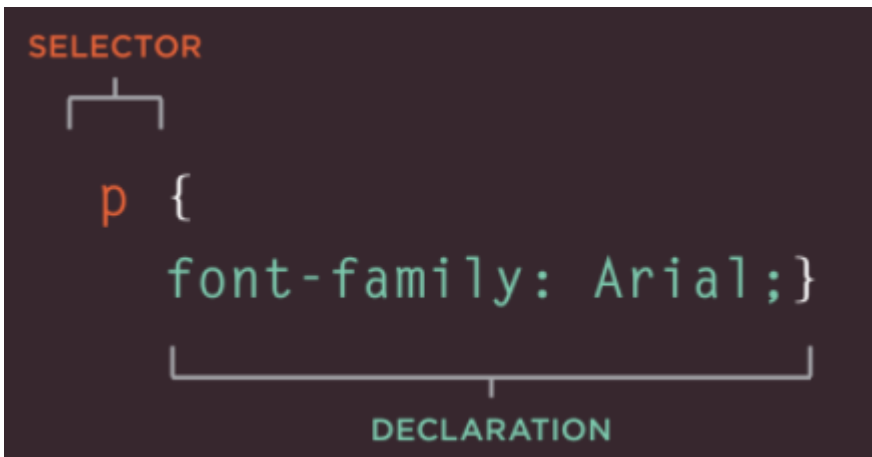 SELECTOR
p {
font-family: Arial;}
DECLARATION